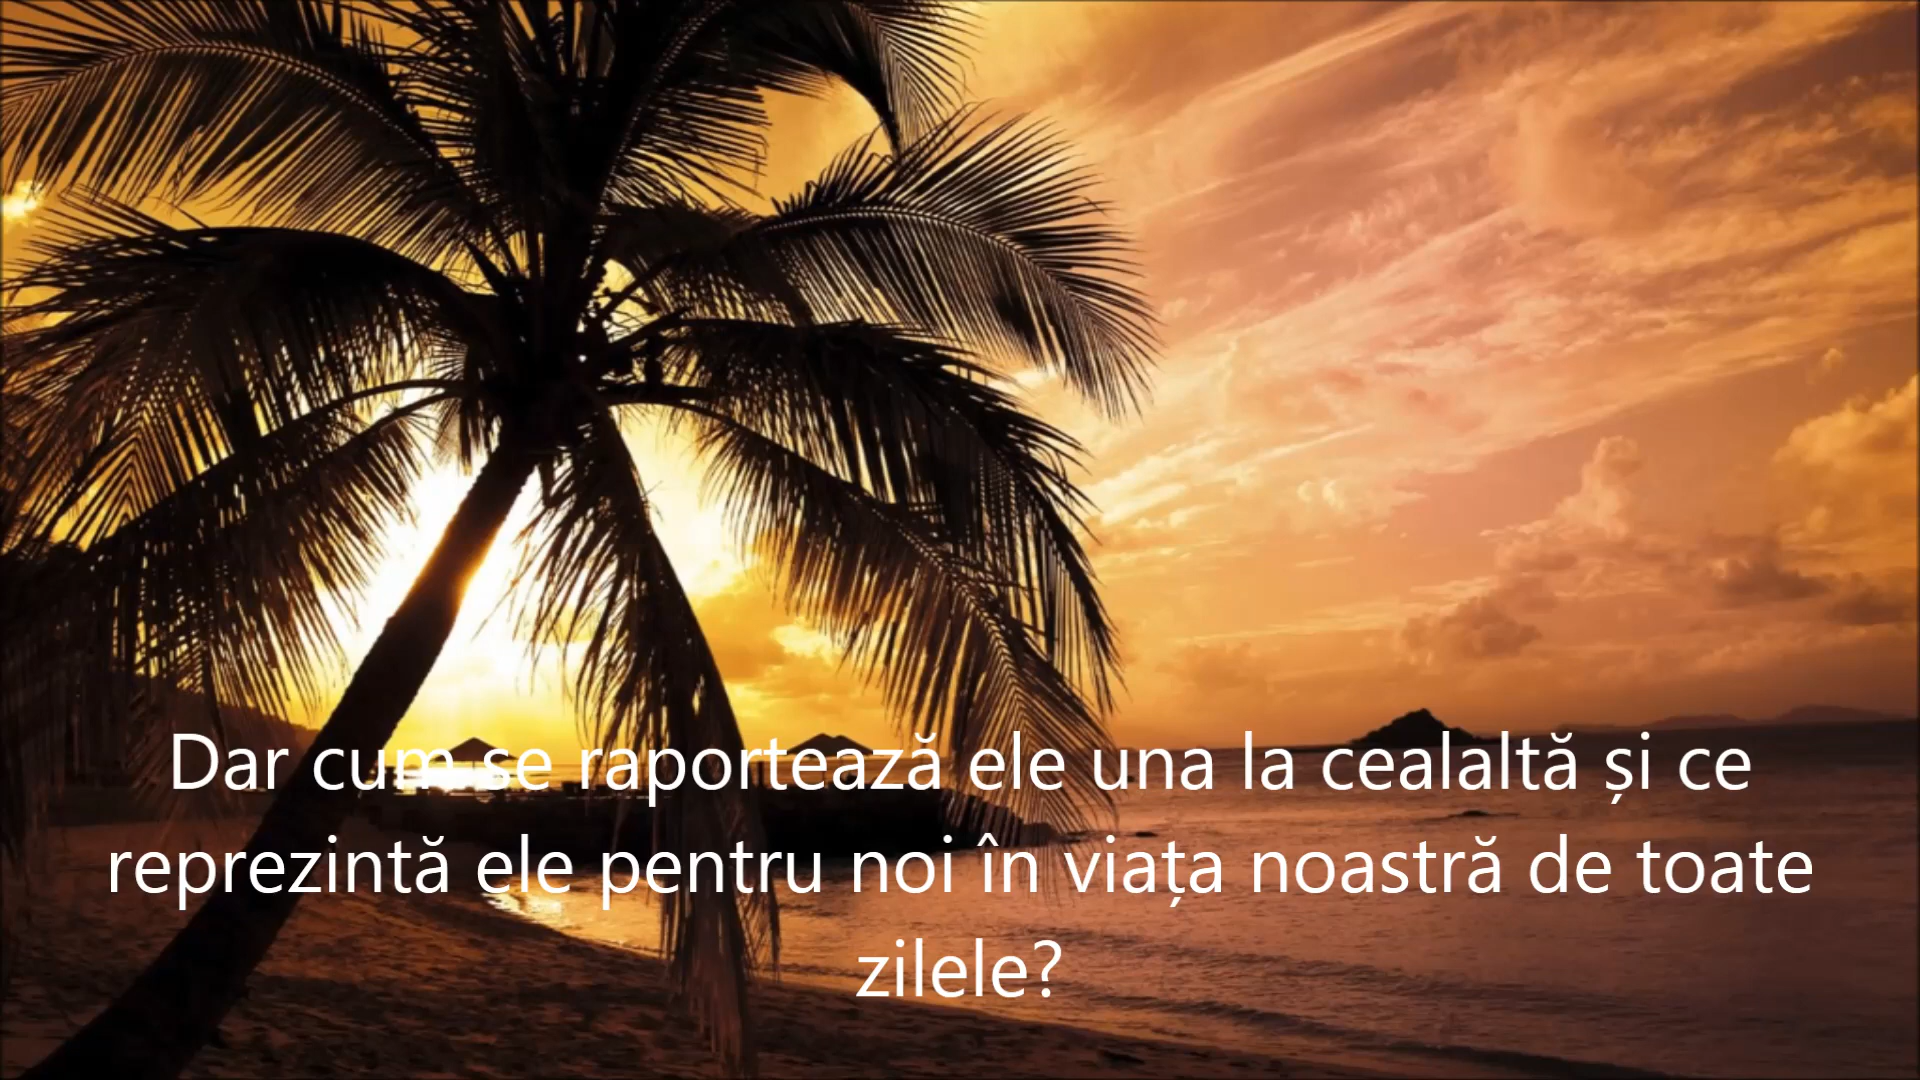 Dar cum se raportează ele una la cealaltă și ce
reprezintă ele pentru noi în viața noastră de toate
zilele?